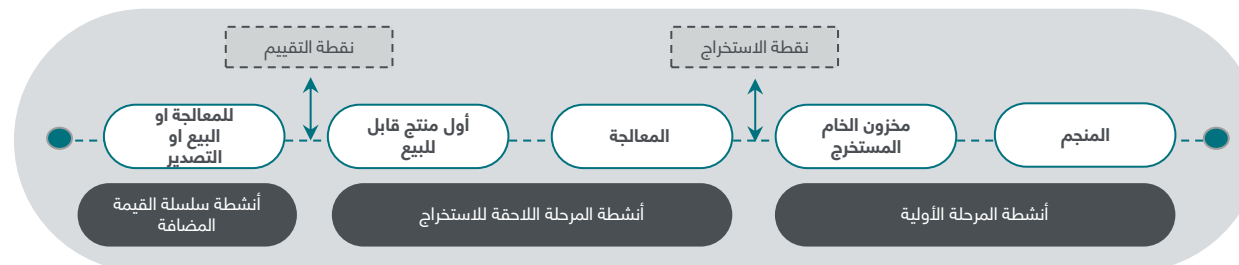 نقطة الاستخراج
نقطة التقييم
المنجم
مخزون الخام
المستخرج
المعالجة
أول منتج قابل
للبيع
للمعالجة او
البيع او
التصدير
أنشطة المرحلة الأولية
أنشطة المرحلة اللاحقة للاستخراج
أنشطة سلسلة القيمة
المضافة